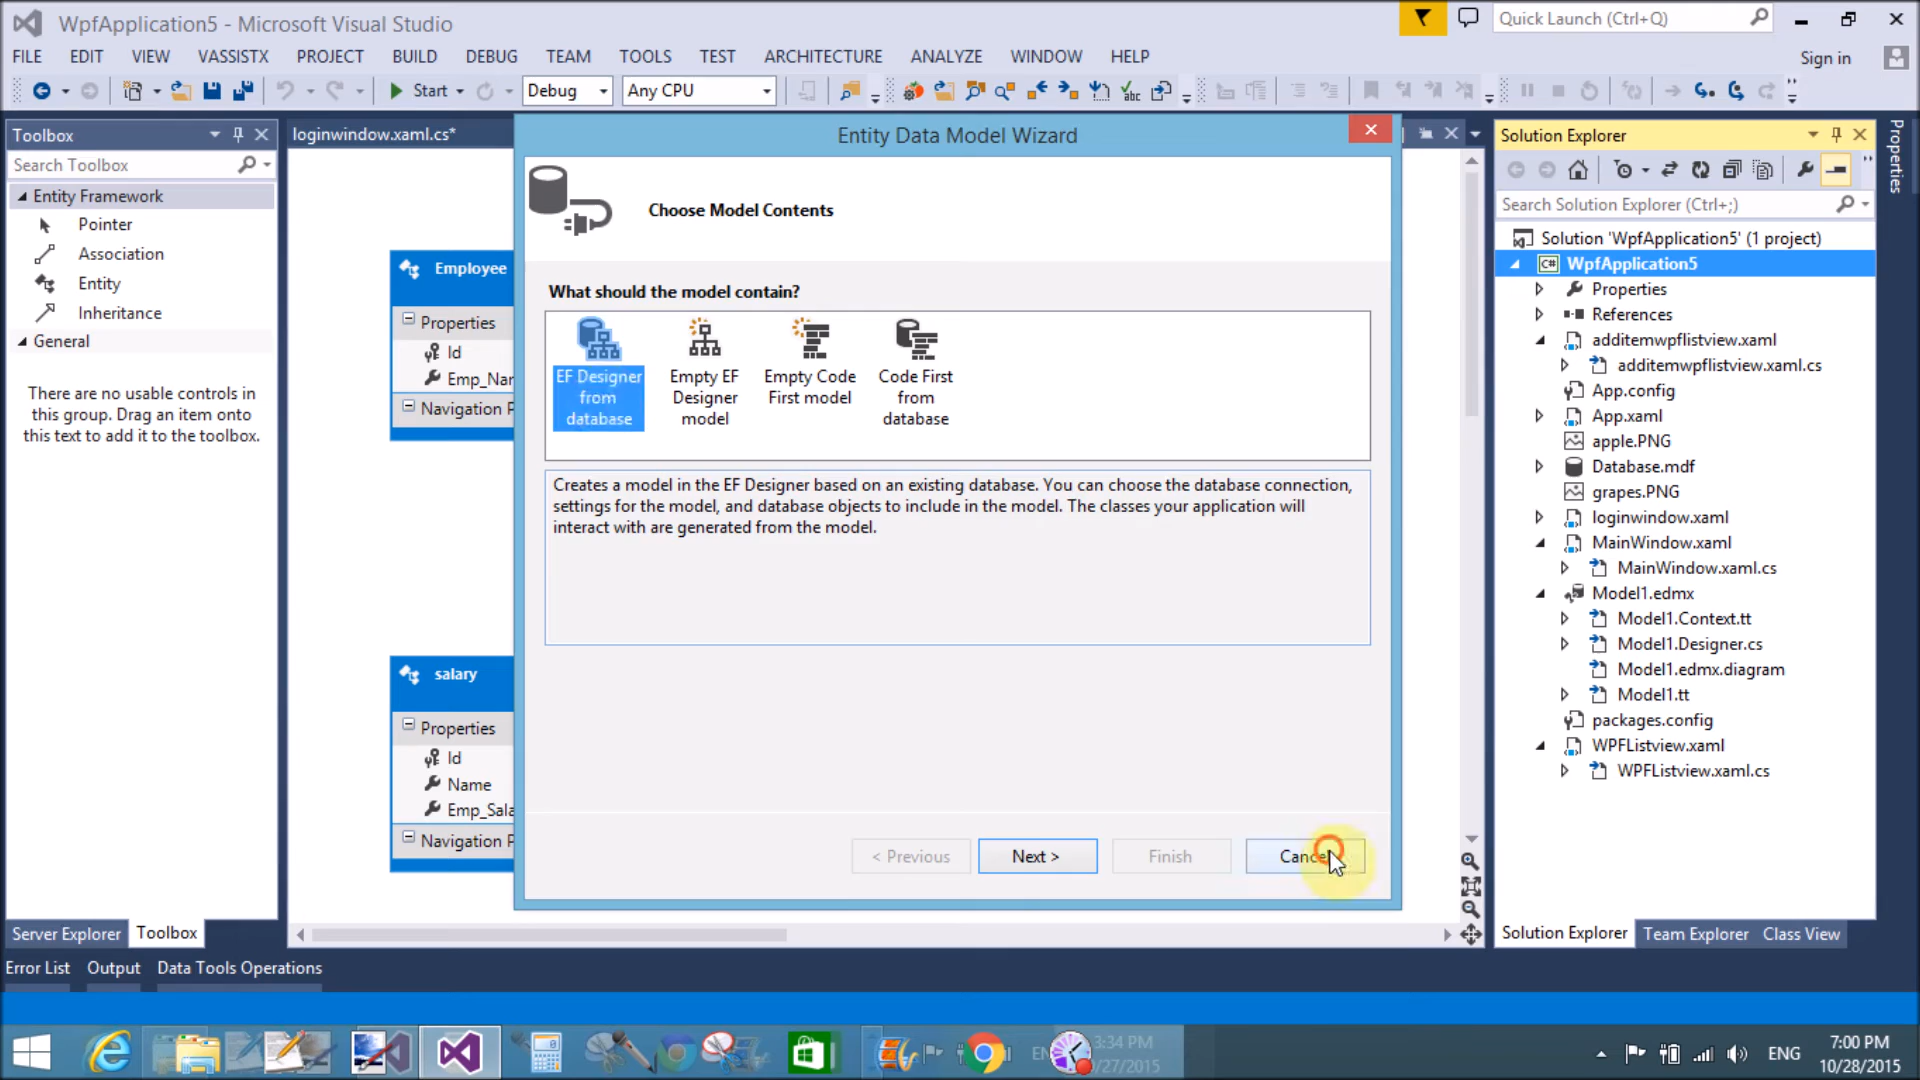 WpfApplication5 - Microsoft Visual Studio
Quick Launch (Ctrl+Q)
FILE EDIT VIEW VASSISTX PROJECT BUILD DEBUG TEAM TOOLS TEST ARCHITECTURE ANALYZE WINDOW HELP
Sign in
Start Debug Any CPU
Toolbox
Search Toolbox
Entity Framework
Pointer
Association
Entity
Inheritance
General
There are no usable controls in
this group. Drag an item onto
this text to add it to the toolbox.
Server Explorer Toolbox
loginwindow.xaml.cs*
Employee
Properties
Id
Emp_Nar
Navigation P
salary
Properties
Id
Name
Emp_Sala
Navigation P
Entity Data Model Wizard
Choose Model Contents
What should the model contain?
EF Designer
from
database
Empty EF
Designer
model
Empty Code
First model
Code First
from
database
Creates a model in the EF Designer based on an existing database. You can choose the database connection,
settings for the model, and database objects to include in the model. The classes your application will
interact with are generated from the model.
< Previous Next > Finish Cancel
Solution Explorer
Search Solution Explorer (Ctrl+;)
Solution 'WpfApplication5' (1 project)
C# WpfApplication5
Properties
References
additemwpflistview.xaml
additemwpflistview.xaml.cs
App.config
App.xaml
apple.PNG
Database.mdf
grapes.PNG
loginwindow.xaml
MainWindow.xaml
MainWindow.xaml.cs
Model1.edmx
Model1.Context.tt
Model1.Designer.cs
Model1.edmx.diagram
Model1.tt
packages.config
WPFListview.xaml
WPFListview.xaml.cs
Solution Explorer Team Explorer Class View
Properties
Error List Output Data Tools Operations
ENG
7:00 PM
10/28/2015
3:34 PM